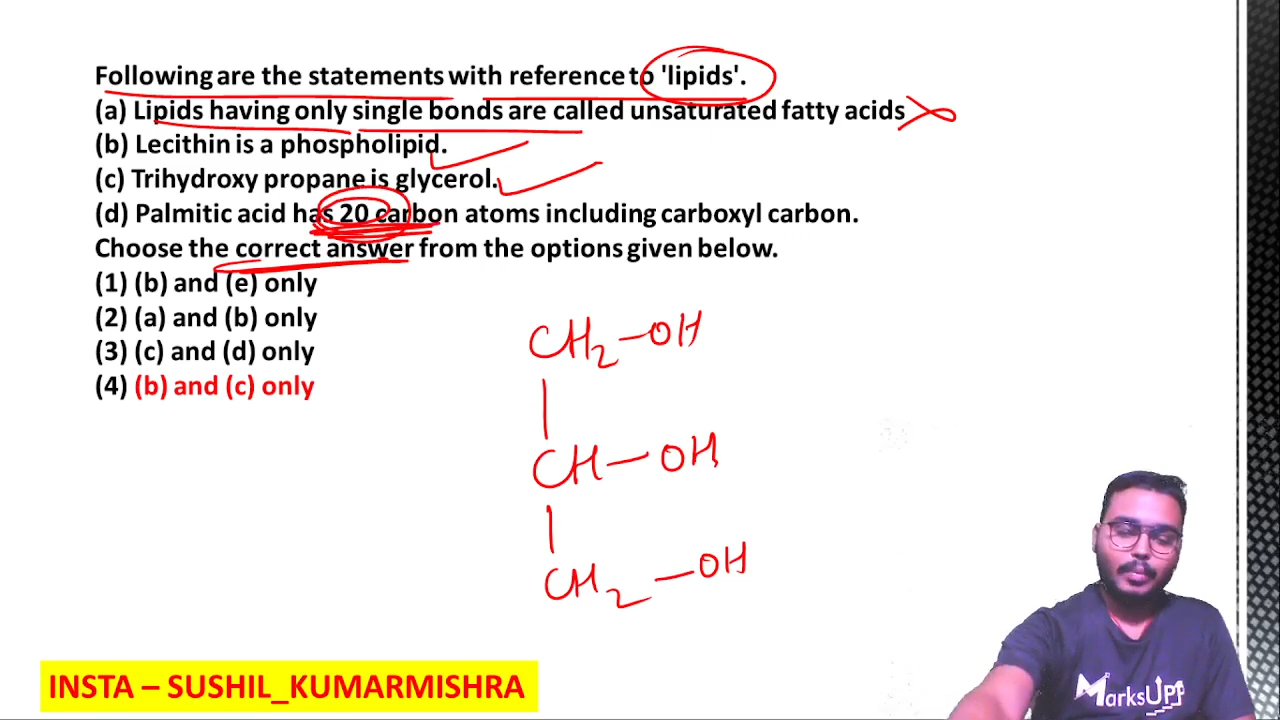 Following are the statements with reference to 'lipids'.
(a) Lipids having only single bonds are called unsaturated fatty acids
(b) Lecithin is a phospholipid.
(c) Trihydroxy propane is glycerol.
(d) Palmitic acid has 20 carbon atoms including carboxyl carbon.
Choose the correct answer from the options given below.
(1) (b) and (e) only
(2) (a) and (b) only
(3) (c) and (d) only
(4) (b) and (c) only
CH2-OH
CH-OH
CH2-OH
MarksUpp
INSTA – SUSHIL_KUMARMISHRA